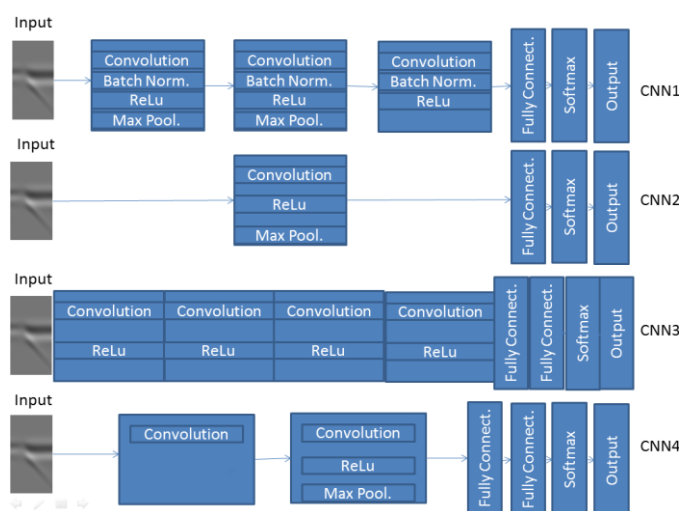 Input
Convolution
Batch Norm.
ReLu
Max Pool.
Convolution
Batch Norm.
ReLu
Max Pool.
Convolution
Batch Norm.
ReLu
Fully Connect.
Softmax
Output
CNN1
Input
Convolution
ReLu
Max Pool.
Fully Connect.
Softmax
Output
CNN2
Input
Convolution
ReLu
Convolution
ReLu
Convolution
ReLu
Convolution
ReLu
Fully Connect.
Fully Connect.
Softmax
Output
CNN3
Input
Convolution
Convolution
ReLu
Max Pool.
Fully Connect.
Fully Connect.
Softmax
Output
CNN4